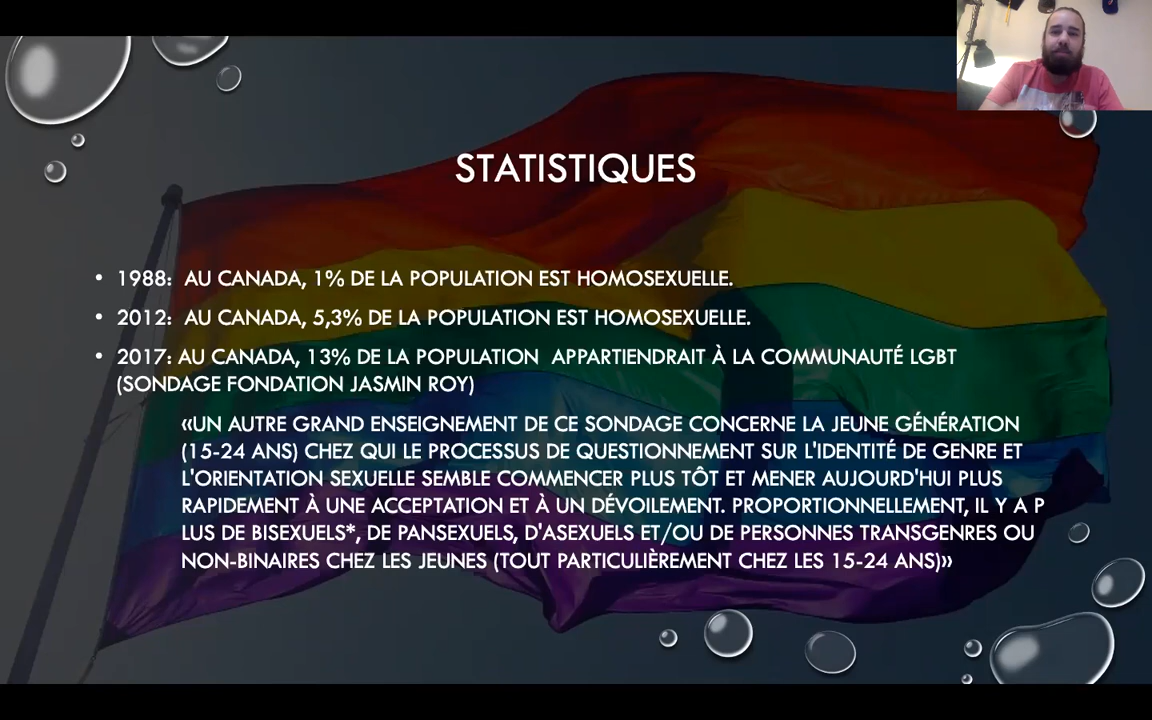 STATISTIQUES
• 1988: AU CANADA, 1% DE LA POPULATION EST HOMOSEXUELLE.
• 2012: AU CANADA, 5,3% DE LA POPULATION EST HOMOSEXUELLE.
• 2017: AU CANADA, 13% DE LA POPULATION APPARTIENDRAIT À LA COMMUNAUTÉ LGBT
(SONDAGE FONDATION JASMIN ROY)
«UN AUTRE GRAND ENSEIGNEMENT DE CE SONDAGE CONCERNE LA JEUNE GÉNÉRATION
(15-24 ANS) CHEZ QUI LE PROCESSUS DE QUESTIONNEMENT SUR L'IDENTITÉ DE GENRE ET
L'ORIENTATION SEXUELLE SEMBLE COMMENCER PLUS TÔT ET MENER AUJOURD'HUI PLUS
RAPIDEMENT À UNE ACCEPTATION ET À UN DÉVOILEMENT. PROPORTIONNELLEMENT, IL Y A P
LUS DE BISEXUELS*, DE PANSEXUELS, D'ASEXUELS ET/OU DE PERSONNES TRANSGENRES OU
NON-BINAIRES CHEZ LES JEUNES (TOUT PARTICULIÈREMENT CHEZ LES 15-24 ANS)»